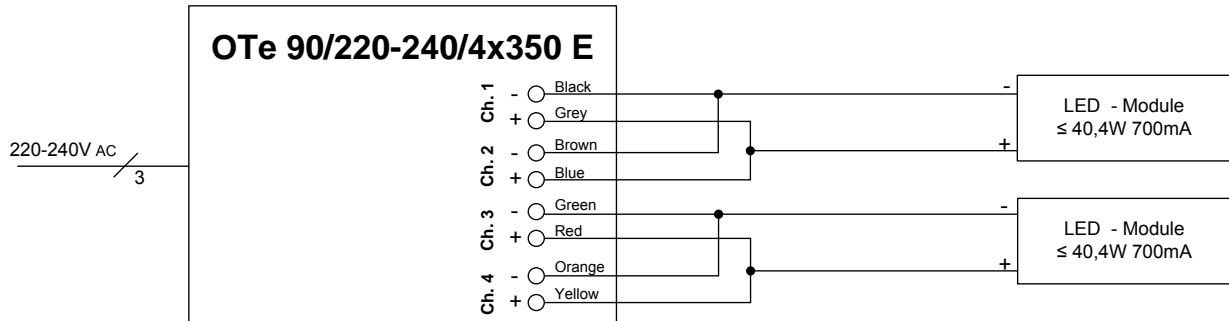 OTe 90/220-240/4x350 E
220-240V AC
3
Ch. 1
- Black
+ Grey
Ch. 2
- Brown
+ Blue
Ch. 3
- Green
+ Red
Ch. 4
- Orange
+ Yellow
-
LED - Module
≤ 40,4W 700mA
+
-
LED - Module
≤ 40,4W 700mA
+